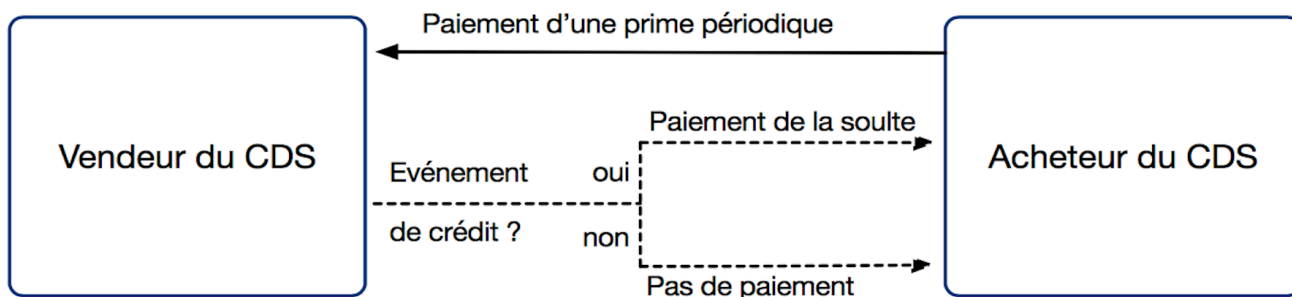 Paiement d'une prime périodique
Vendeur du CDS
Evénement
de crédit ?
oui
non
Paiement de la soulte
Pas de paiement
Acheteur du CDS